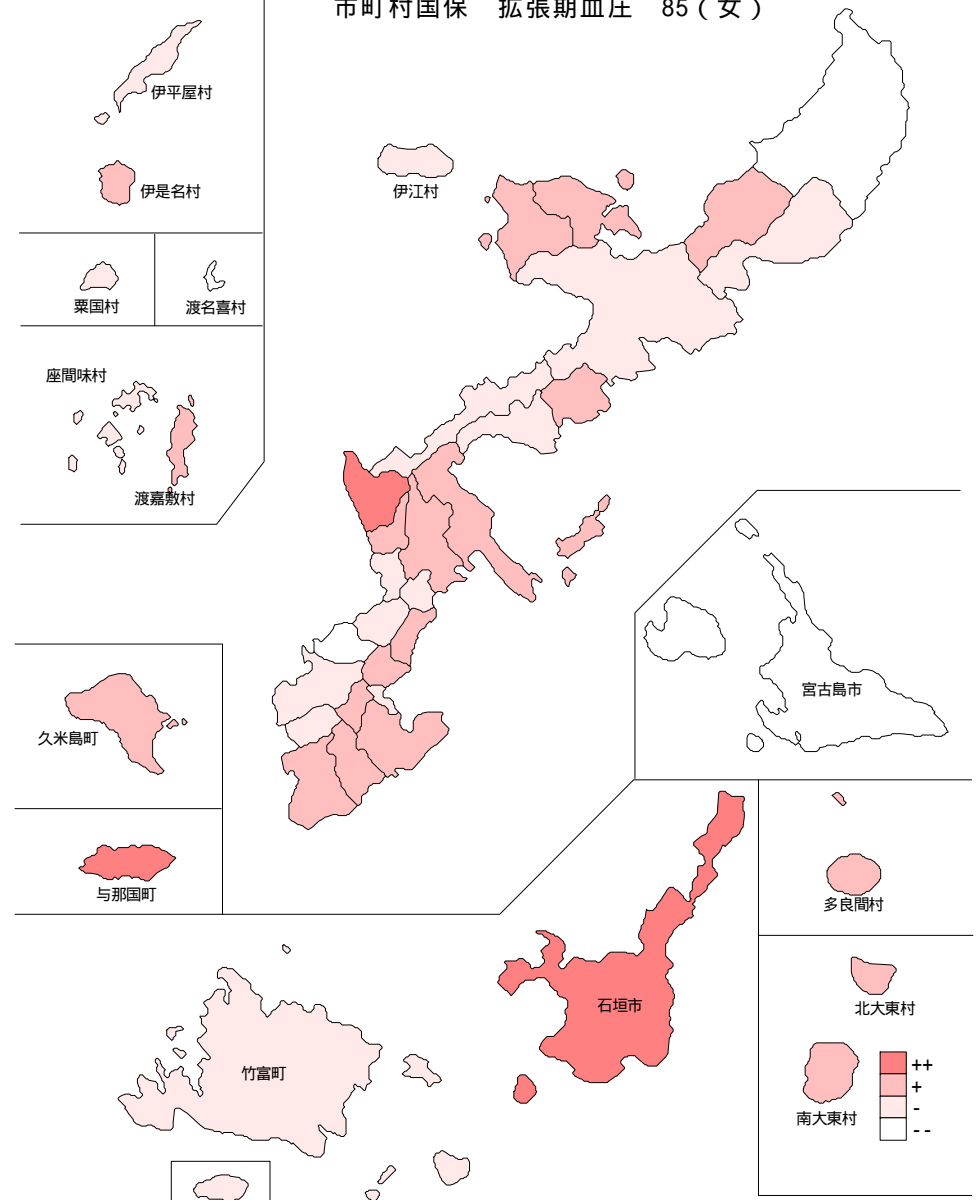 市町村国保 拡張期血圧 85(女)
伊平屋村
伊是名村
伊江村
粟国村
渡名喜村
座間味村
渡嘉敷村
宮古島市
久米島町
与那国町
多良間村
石垣市
北大東村
竹富町
南大東村
++
+
-
--